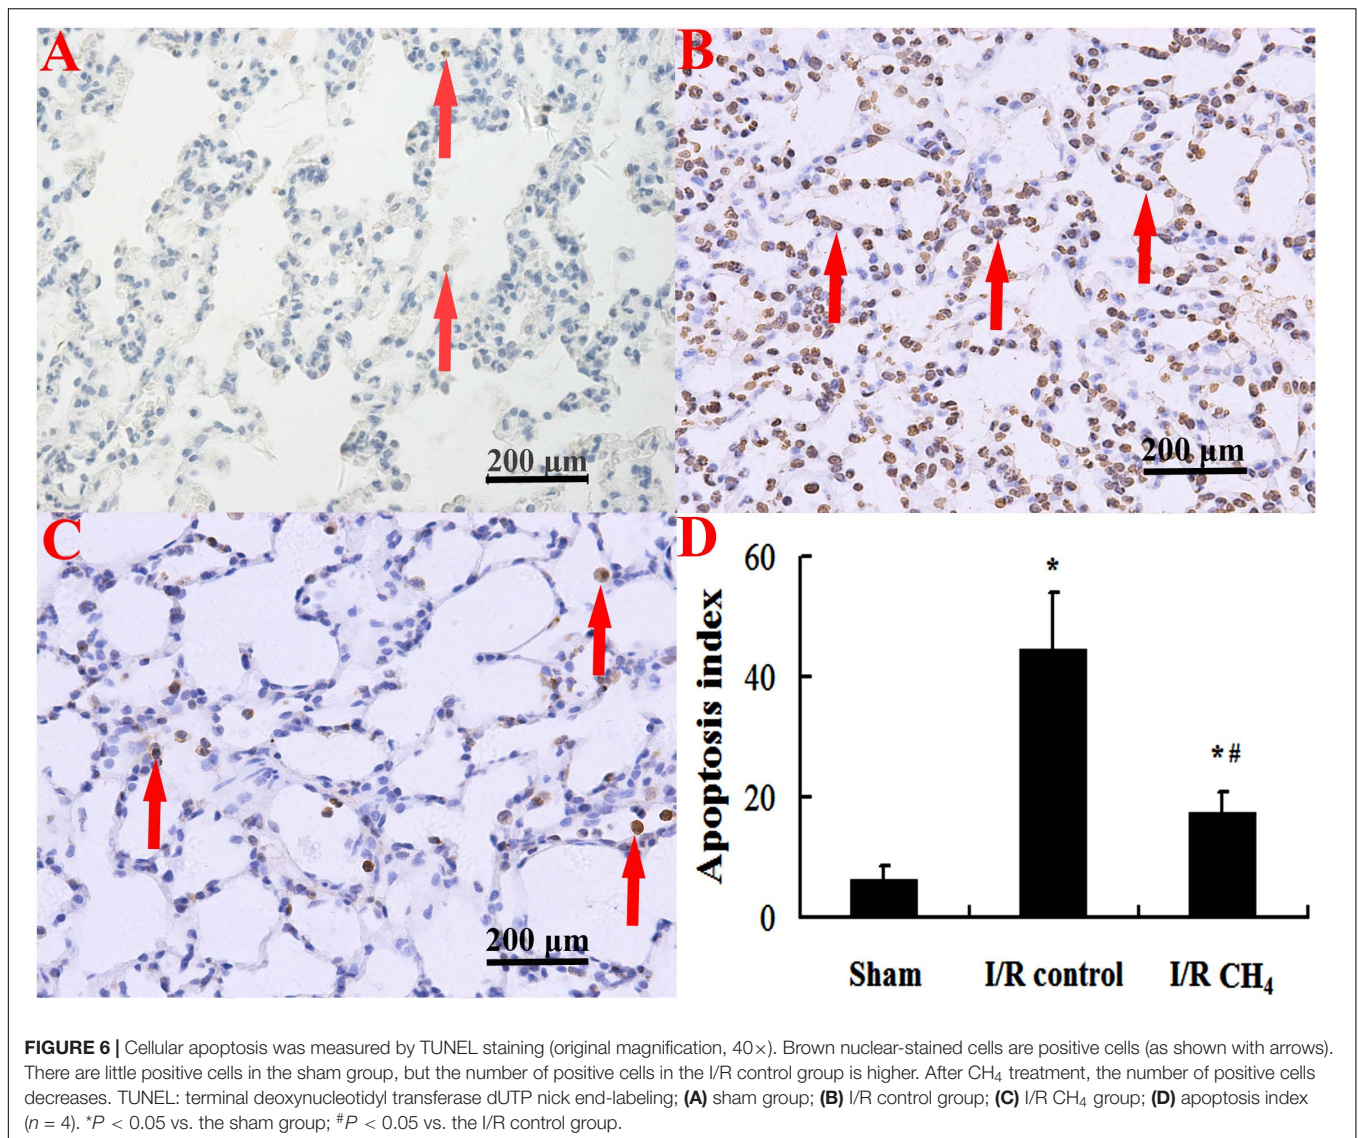 A
B
200 μm
200 μm
C
D
200 μm
60
40
20
0
Apoptosis index
*
*#
Sham I/R control I/R CH₄
FIGURE 6 | Cellular apoptosis was measured by TUNEL staining (original magnification, 40×). Brown nuclear-stained cells are positive cells (as shown with arrows).
There are little positive cells in the sham group, but the number of positive cells in the I/R control group is higher. After CH₄ treatment, the number of positive cells
decreases. TUNEL: terminal deoxynucleotidyl transferase dUTP nick end-labeling; (A) sham group; (B) I/R control group; (C) I/R CH₄ group; (D) apoptosis index
(n = 4). *P < 0.05 vs. the sham group; #P < 0.05 vs. the I/R control group.